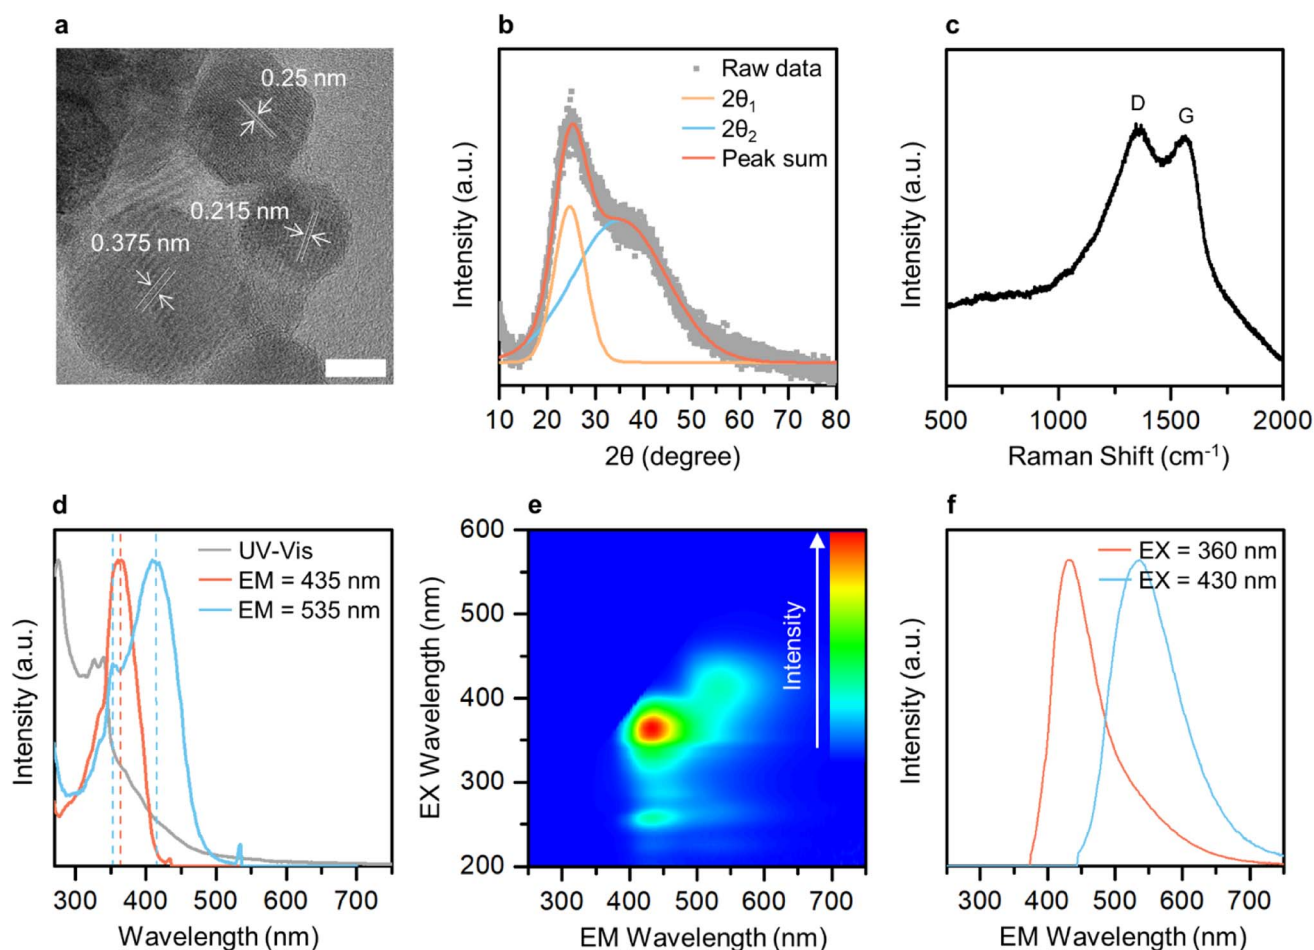 a
0.25 nm
0.215 nm
0.375 nm
b
Raw data
2θ₁
2θ₂
Peak sum
Intensity (a.u.)
10 20 30 40 50 60 70 80
2θ (degree)
c
D
G
Intensity (a.u.)
500 1000 1500 2000
Raman Shift (cm⁻¹)
d
UV-Vis
EM = 435 nm
EM = 535 nm
Intensity (a.u.)
300 400 500 600 700
Wavelength (nm)
e
600
500
400
300
200
EX Wavelength (nm)
Intensity
300 400 500 600 700
EM Wavelength (nm)
f
EX = 360 nm
EX = 430 nm
Intensity (a.u.)
300 400 500 600 700
EM Wavelength (nm)